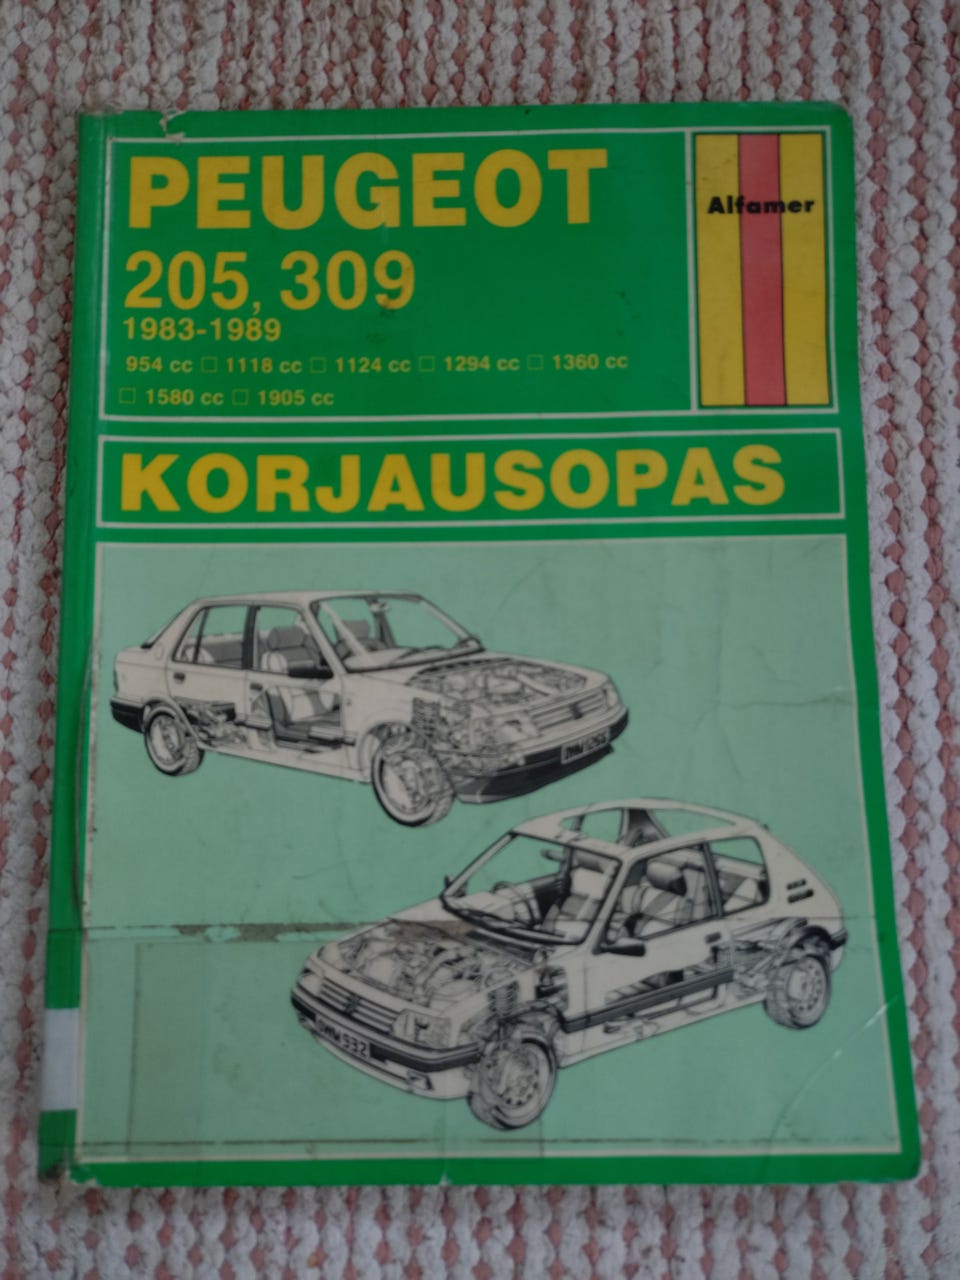 PEUGEOT
205, 309
1983-1989
954 cc □ 1118 cc □ 1124 cc □ 1294 cc □ 1360 cc
□ 1580 cc □ 1905 cc
Alfamer
KORJAUSOPAS